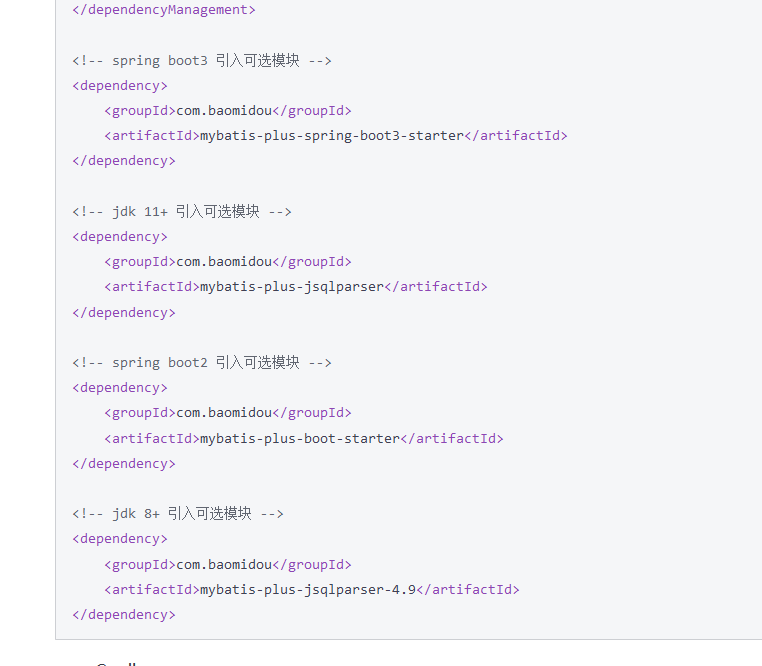 </dependencyManagement>
<!-- spring boot3 引入可选模块 -->
<dependency>
<groupId>com.baomidou</groupId>
<artifactId>mybatis-plus-spring-boot3-starter</artifactId>
</dependency>
<!-- jdk 11+ 引入可选模块 -->
<dependency>
<groupId>com.baomidou</groupId>
<artifactId>mybatis-plus-jsqlparser</artifactId>
</dependency>
<!-- spring boot2 引入可选模块 -->
<dependency>
<groupId>com.baomidou</groupId>
<artifactId>mybatis-plus-boot-starter</artifactId>
</dependency>
<!-- jdk 8+ 引入可选模块 -->
<dependency>
<groupId>com.baomidou</groupId>
<artifactId>mybatis-plus-jsqlparser-4.9</artifactId>
</dependency>